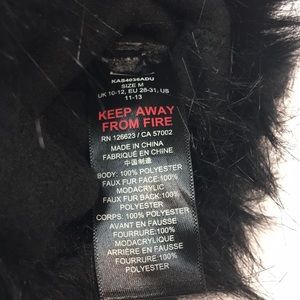 KAS4036ADU
SIZE M
UK 10-12, EU 28-31, US
11-13
KEEP AWAY
FROM FIRE
RN 126623 / CA 57002
MADE IN CHINA
FABRIQUÉ EN CHINE
中国制造
BODY: 100% POLYESTER
FAUX FUR FACE:100%
MODACRYLIC
FAUX FUR BACK:100%
POLYESTER
CORPS: 100% POLYESTER
AVANT EN FAUSSE
FOURRURE:100%
MODACRYLIQUE
ARRIERE EN FAUSSE
FOURRURE:100%
POLYESTER